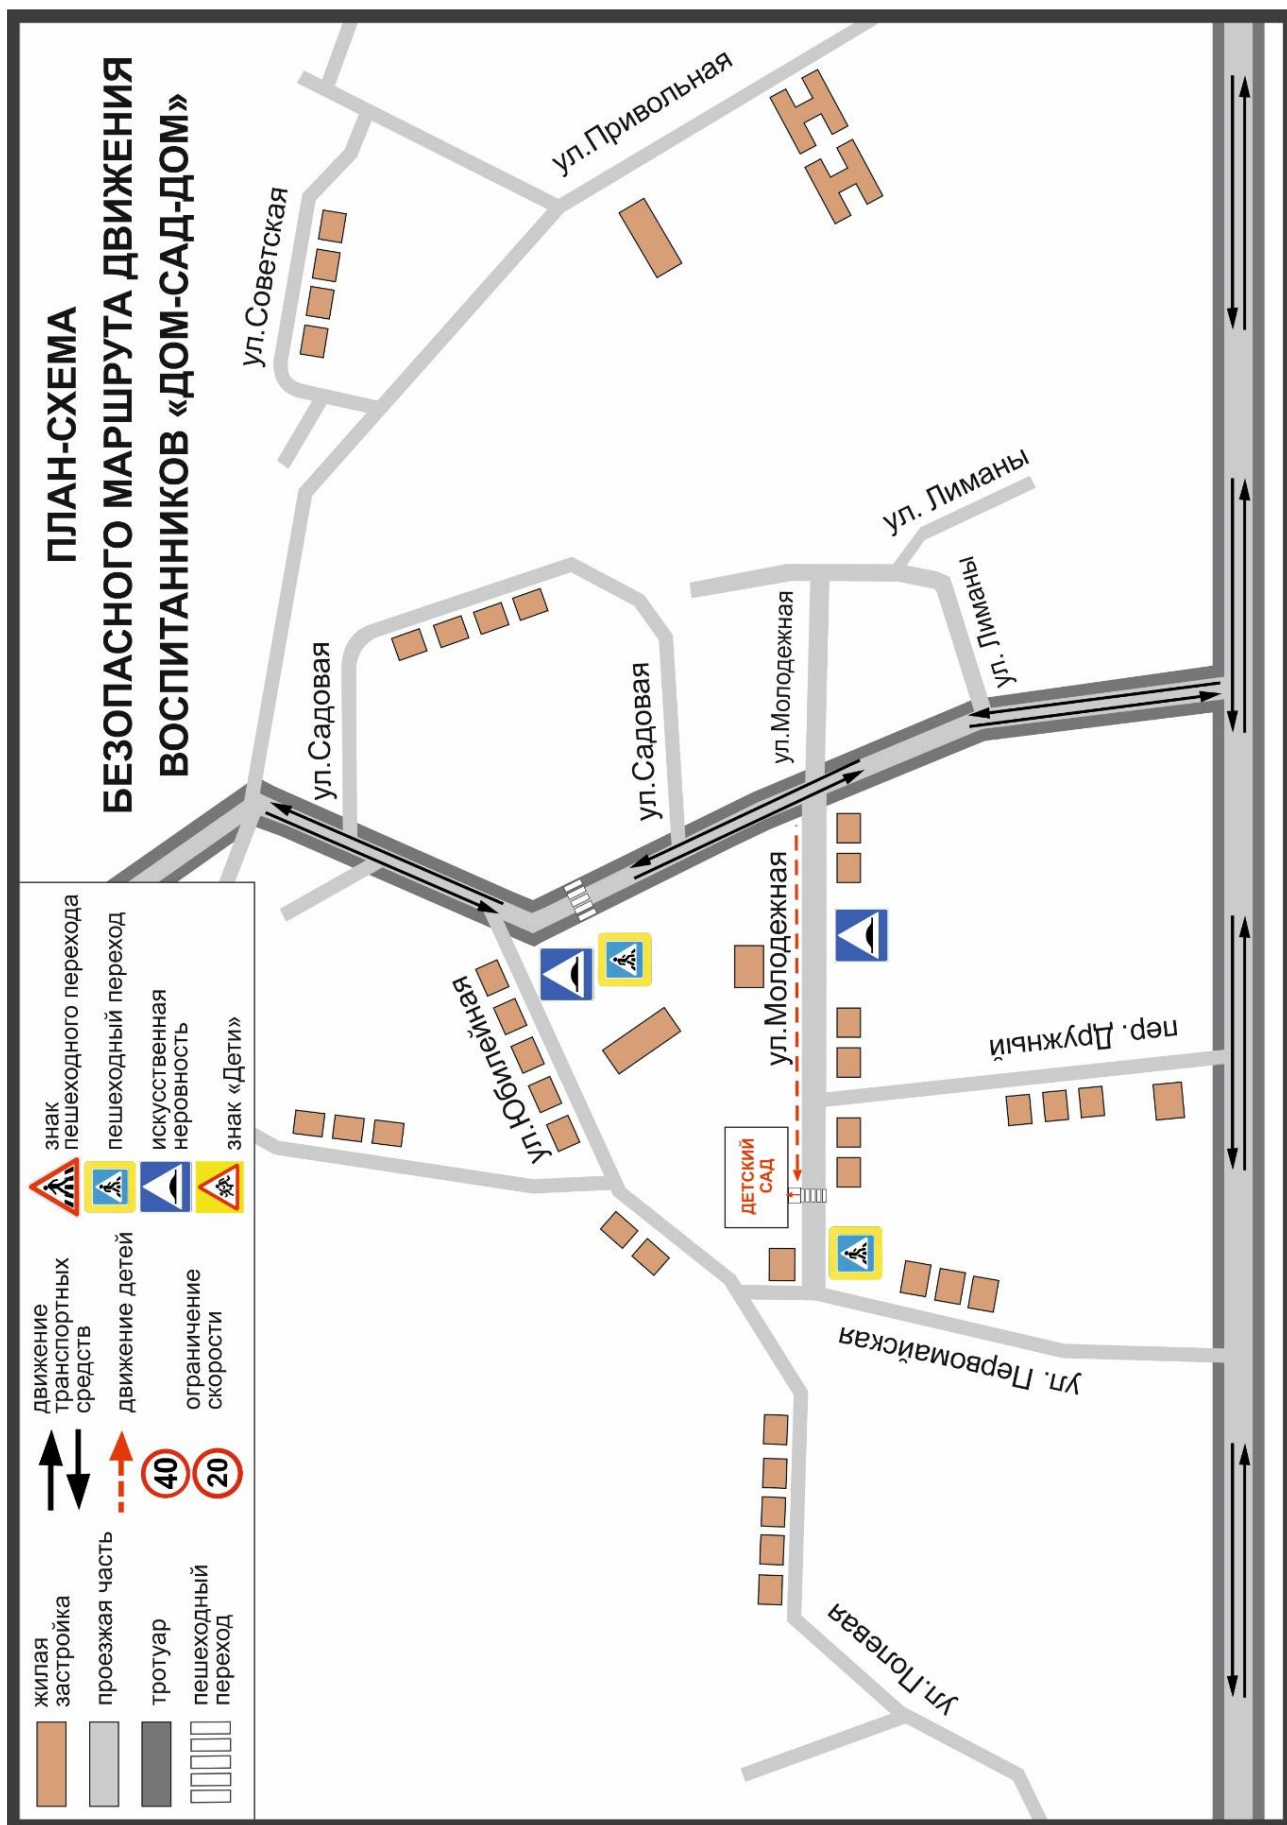 ПЛАН-СХЕМА
БЕЗОПАСНОГО МАРШРУТА ДВИЖЕНИЯ
ВОСПИТАННИКОВ «ДОМ-САД-ДОМ»
жилая
застройка
проезжая часть
тротуар
пешеходный
переход
движение
транспортных
средств
движение детей
40
20
ограничение
скорости
знак
пешеходного перехода
пешеходный переход
искусственная
неровность
знак «Дети»
ул.Советская
ул.Привольная
ул.Садовая
ул.Садовая
ул. Лиманы
ул. Лиманы
ул.Молодежная
ул.Молодежная
ул.Юбилейная
ДЕТСКИЙ
САД
пер. Дружный
ул. Первомайская
ул.Полевая